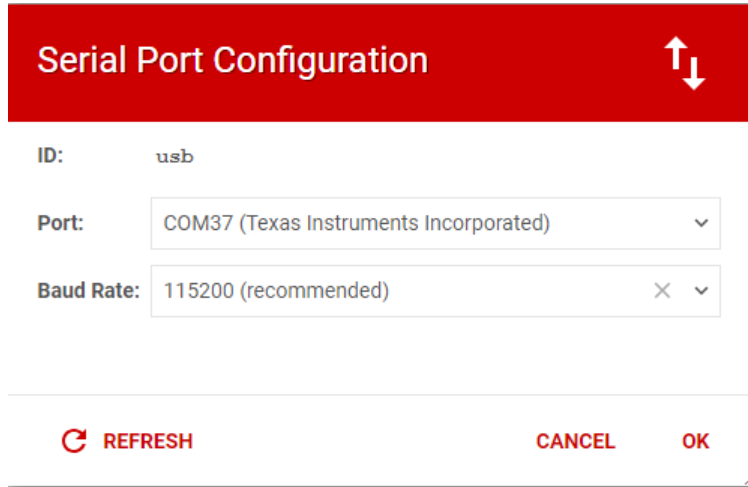 Serial Port Configuration
ID: usb
Port: COM37 (Texas Instruments Incorporated)
Baud Rate: 115200 (recommended)
REFRESH CANCEL OK